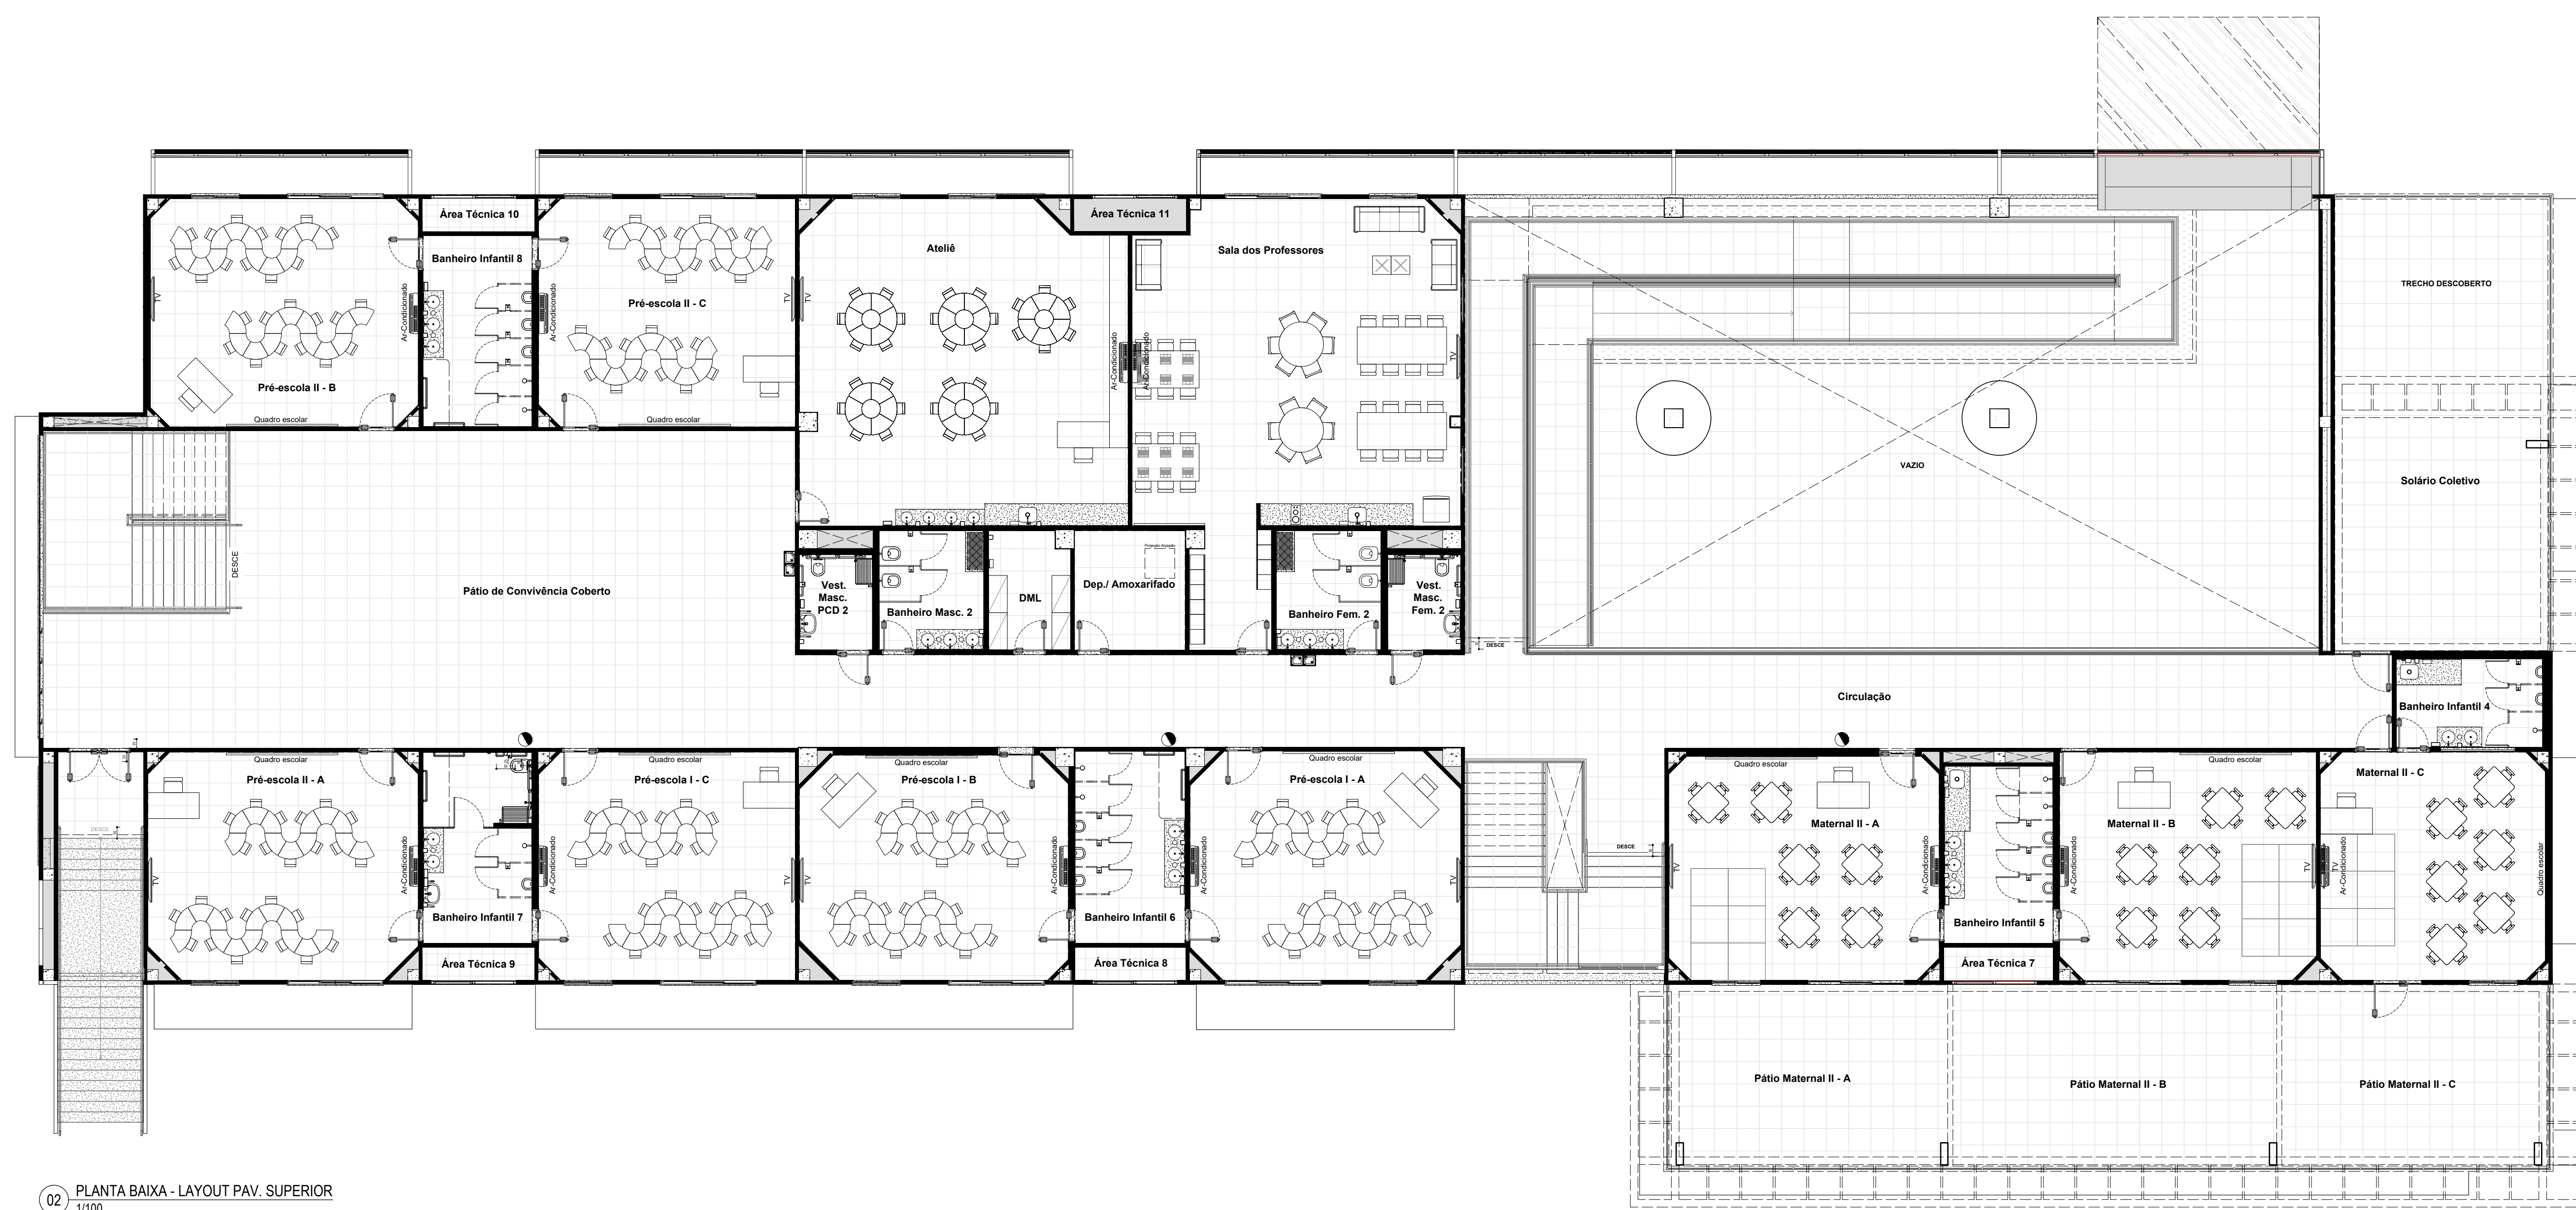 Área Técnica 10
Área Técnica 11
Ateliê
Sala dos Professores
Banheiro Infantil 8
Pré-escola II - C
Pré-escola II - B
TV
Ar-Condicionado
Ar-Condicionado
TV
TV
Ar-Condicionado
Ar-Condicionado
TV
Quadro escolar
Quadro escolar
TRECHO DESCOBERTO
VAZIO
Solário Coletivo
DESCE
Pátio de Convivência Coberto
Vest.
Masc.
PCD 2
Banheiro Masc. 2
DML
Dep./ Amoxarifado
Banheiro Fem. 2
Vest.
Masc.
Fem. 2
DESCE
Circulação
Banheiro Infantil 4
Quadro escolar
Pré-escola II - A
Quadro escolar
Pré-escola I - C
Quadro escolar
Pré-escola I - B
Quadro escolar
Pré-escola I - A
Quadro escolar
Quadro escolar
Maternal II - C
Maternal II - A
Maternal II - B
DESCE
DESCE
TV
Ar-Condicionado
Ar-Condicionado
TV
TV
Ar-Condicionado
Ar-Condicionado
TV
TV
Ar-Condicionado
Ar-Condicionado
TV
TV
Ar-Condicionado
Quadro escolar
Banheiro Infantil 7
Banheiro Infantil 6
Banheiro Infantil 5
Área Técnica 9
Área Técnica 8
Área Técnica 7
Pátio Maternal II - A
Pátio Maternal II - B
Pátio Maternal II - C
02
PLANTA BAIXA - LAYOUT PAV. SUPERIOR
1/100